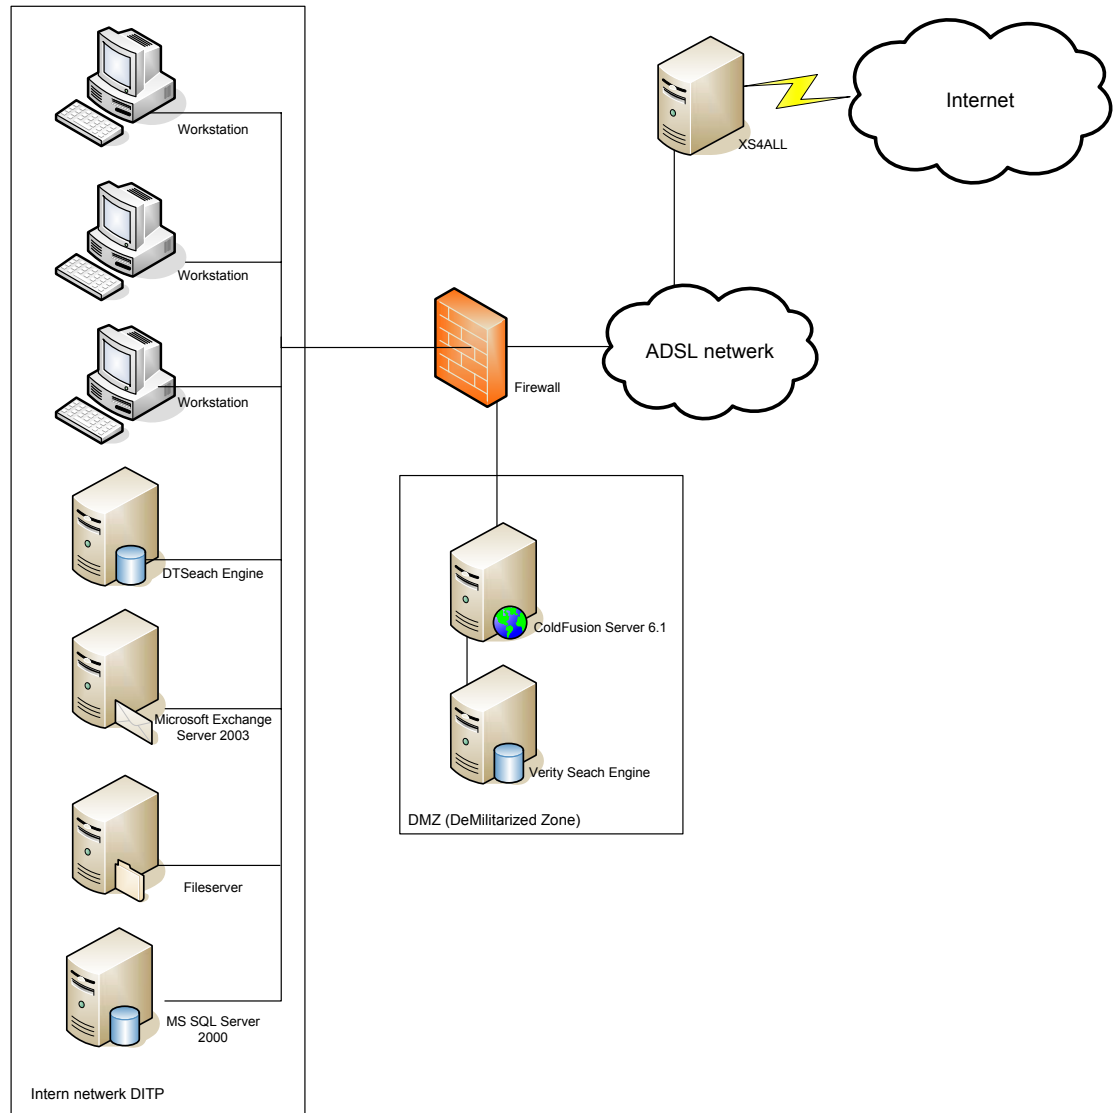 Workstation
Workstation
Workstation
DTSeach Engine
Microsoft Exchange
Server 2003
Fileserver
MS SQL Server
2000
Intern netwerk DITP
Firewall
ColdFusion Server 6.1
Verity Seach Engine
DMZ (DeMilitarized Zone)
ADSL netwerk
XS4ALL
Internet